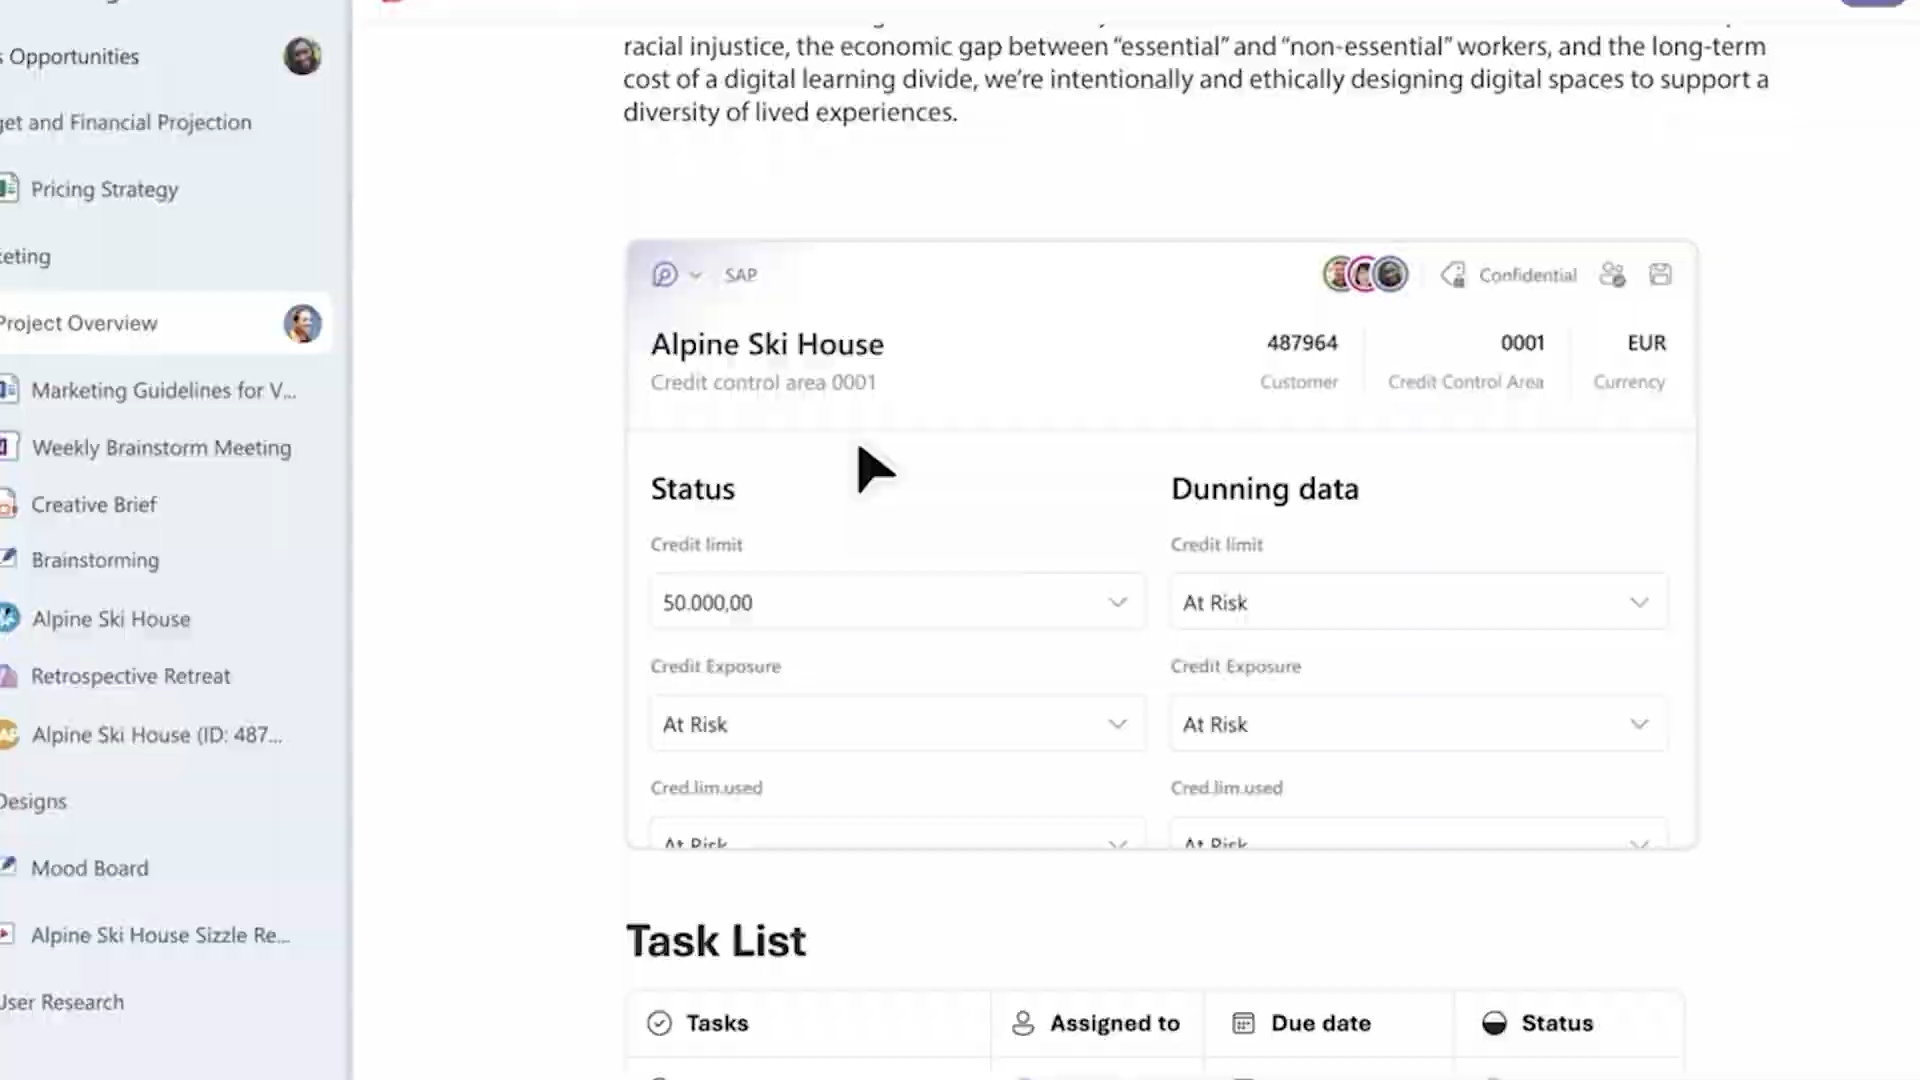 s Opportunities
get and Financial Projection
Pricing Strategy
keting
Project Overview
Marketing Guidelines for V...
Weekly Brainstorm Meeting
Creative Brief
Brainstorming
Alpine Ski House
Retrospective Retreat
Alpine Ski House (ID: 487...
Designs
Mood Board
Alpine Ski House Sizzle Re...
User Research
racial injustice, the economic gap between “essential” and “non-essential” workers, and the long-term
cost of a digital learning divide, we’re intentionally and ethically designing digital spaces to support a
diversity of lived experiences.
SAP
Confidential
Alpine Ski House
Credit control area 0001
487964
Customer
0001
Credit Control Area
EUR
Currency
Status
Dunning data
Credit limit
Credit limit
50.000,00
At Risk
Credit Exposure
Credit Exposure
At Risk
At Risk
Cred.lim.used
Cred.lim.used
At Risk
At Risk
Task List
Tasks
Assigned to
Due date
Status